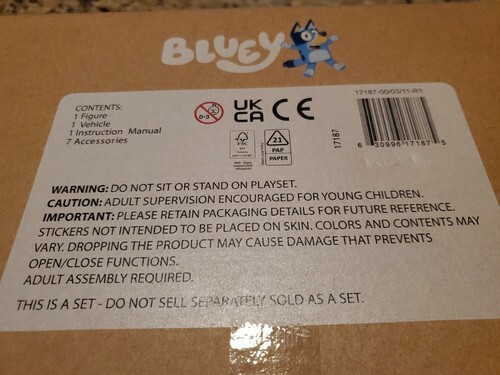 BLUEY
CONTENTS:
1 Figure
1 Vehicle
1 Instruction Manual
7 Accessories
0-3
UK
CA CE
FSC
21
PAP
PAPER
17187
17187-00/03/11-R1
6 30996 17187 5
WARNING: DO NOT SIT OR STAND ON PLAYSET.
CAUTION: ADULT SUPERVISION ENCOURAGED FOR YOUNG CHILDREN.
IMPORTANT: PLEASE RETAIN PACKAGING DETAILS FOR FUTURE REFERENCE.
STICKERS NOT INTENDED TO BE PLACED ON SKIN. COLORS AND CONTENTS MAY
VARY. DROPPING THE PRODUCT MAY CAUSE DAMAGE THAT PREVENTS
OPEN/CLOSE FUNCTIONS.
ADULT ASSEMBLY REQUIRED.
THIS IS A SET - DO NOT SELL SEPARATELY SOLD AS A SET.